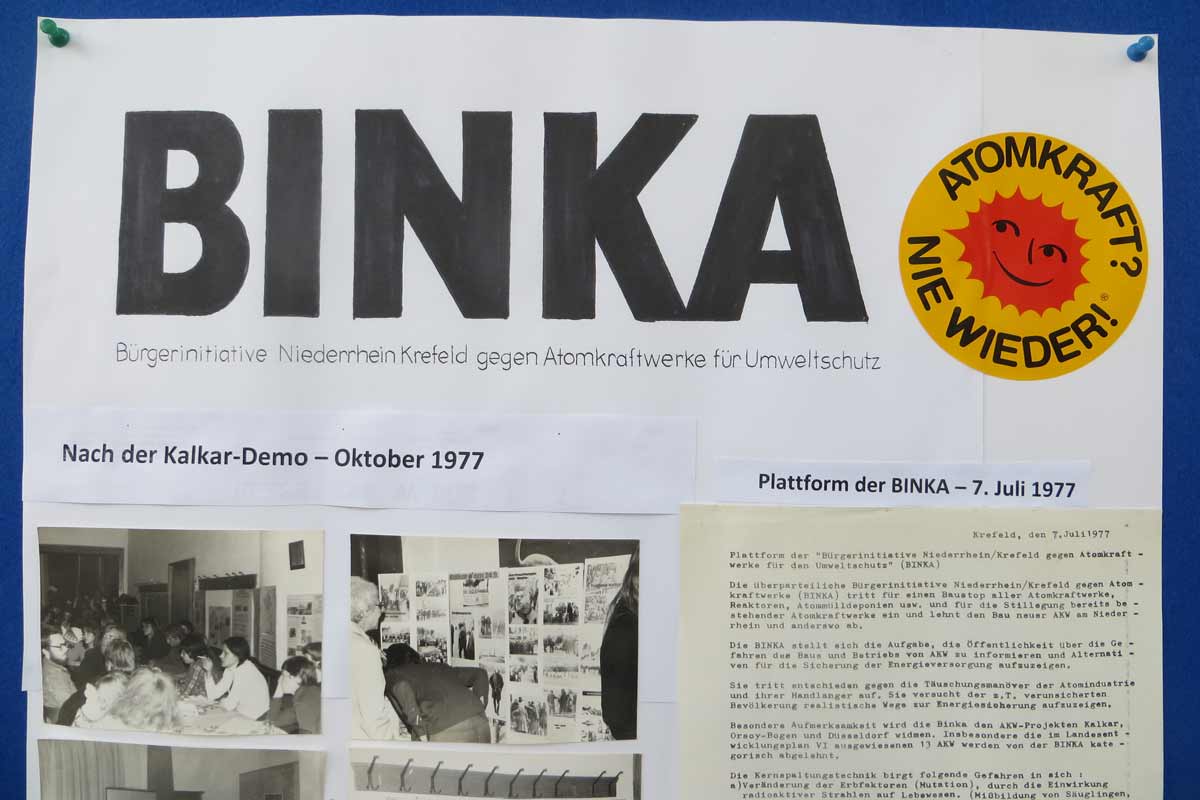 BINKA
ATOMKRAFT?
NIE WIEDER!
Bürgerinitiative Niederrhein Krefeld gegen Atomkraftwerke für Umweltschutz
Nach der Kalkar-Demo – Oktober 1977
Plattform der BINKA – 7. Juli 1977
Krefeld, den 7.Juli1977
Plattform der "Bürgerinitiative Niederrhein/Krefeld gegen Atomkraft -
werke für den Umweltschutz" (BINKA)
Die überparteiliche Bürgerinitiative Niederrhein/Krefeld gegen Atom -
kraftwerke (BINKA) tritt für einen Baustop aller Atomkraftwerke,
Reaktoren, Atommülldeponien usw. und für die Stillegung bereits be -
stehender Atomkraftwerke ein und lehnt den Bau neuer AKW am Nieder -
rhein und anderswo ab.
Die BINKA stellt sich die Aufgabe, die Öffentlichkeit über die Ge -
fahren des Baus und Betriebs von AKW zu informieren und Alternati -
ven für die Sicherung der Energieversorgung aufzuzeigen.
Sie tritt entschieden gegen die Täuschungsmanöver der Atomindustrie
und ihrer Handlanger auf. Sie versucht der z.T. verunsicherten
Bevölkerung realistische Wege zur Energiesicherung aufzuzeigen.
Besondere Aufmerksamkeit wird die Binka den AKW-Projekten Kalkar,
Orsoy-Bogen und Düsseldorf widmen. Insbesondere die im Landesent -
wicklungsplan VI ausgewiesenen 13 AKW werden von der BINKA kate -
gorisch abgelehnt.
Die Kernspaltungstechnik birgt folgende Gefahren in sich :
a)Veränderung der Erbfaktoren (Mutation), durch die Einwirkung
radioaktiver Strahlen auf Lebewesen. (Mißbildung von Säuglingen,